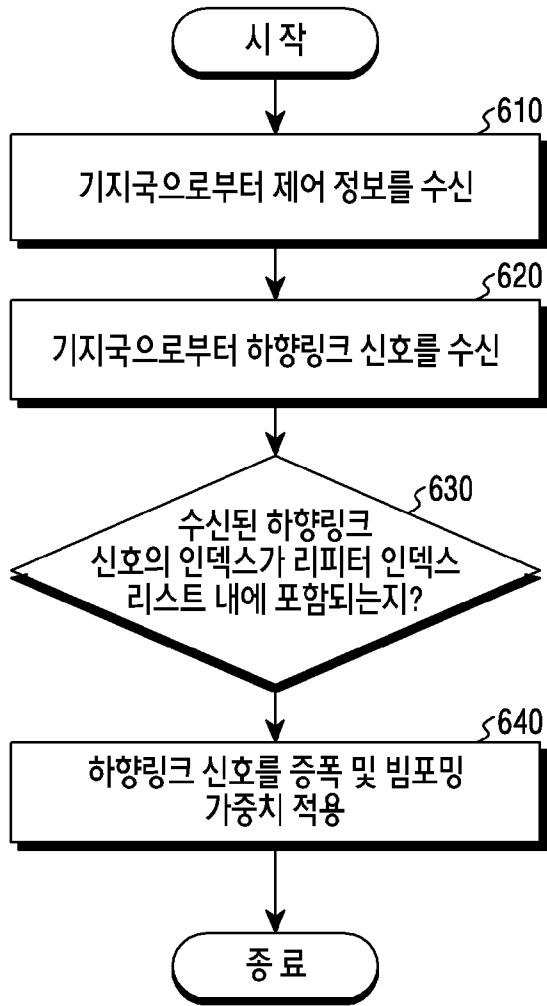 시 작
610
기지국으로부터 제어 정보를 수신
620
기지국으로부터 하향링크 신호를 수신
630
수신된 하향링크
신호의 인덱스가 리피터 인덱스
리스트 내에 포함되는지?
640
하향링크 신호를 증폭 및 빔포밍
가중치 적용
종 료